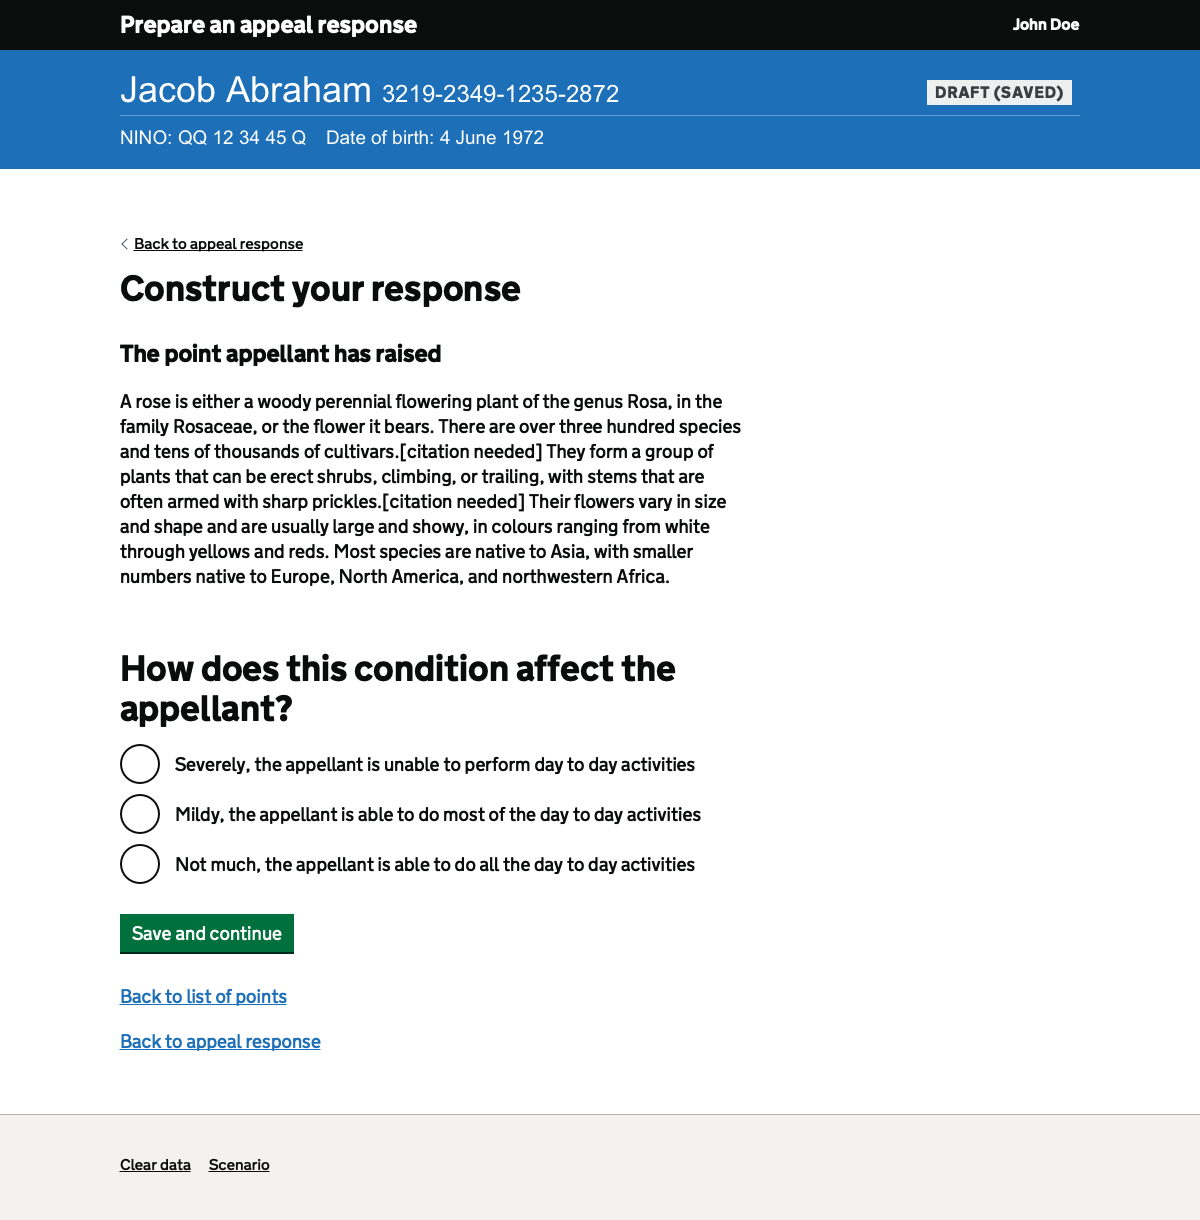 Prepare an appeal response
John Doe
Jacob Abraham 3219-2349-1235-2872
DRAFT (SAVED)
NINO: QQ 12 34 45 Q Date of birth: 4 June 1972
Back to appeal response
Construct your response
The point appellant has raised
A rose is either a woody perennial flowering plant of the genus Rosa, in the
family Rosaceae, or the flower it bears. There are over three hundred species
and tens of thousands of cultivars.[citation needed] They form a group of
plants that can be erect shrubs, climbing, or trailing, with stems that are
often armed with sharp prickles.[citation needed] Their flowers vary in size
and shape and are usually large and showy, in colours ranging from white
through yellows and reds. Most species are native to Asia, with smaller
numbers native to Europe, North America, and northwestern Africa.
How does this condition affect the
appellant?
Severely, the appellant is unable to perform day to day activities
Mildy, the appellant is able to do most of the day to day activities
Not much, the appellant is able to do all the day to day activities
Save and continue
Back to list of points
Back to appeal response
Clear data Scenario